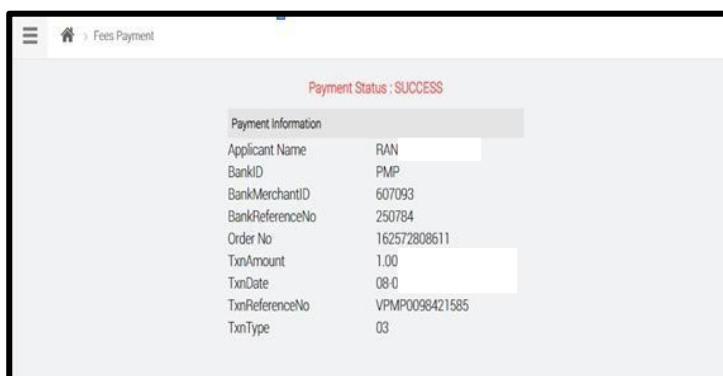 > Fees Payment
Payment Status : SUCCESS
Payment Information
Applicant Name RAN
BankID PMP
BankMerchantID 607093
BankReferenceNo 250784
Order No 162572808611
TxnAmount 1.00
TxnDate 08-0
TxnReferenceNo VPMP0098421585
TxnType 03